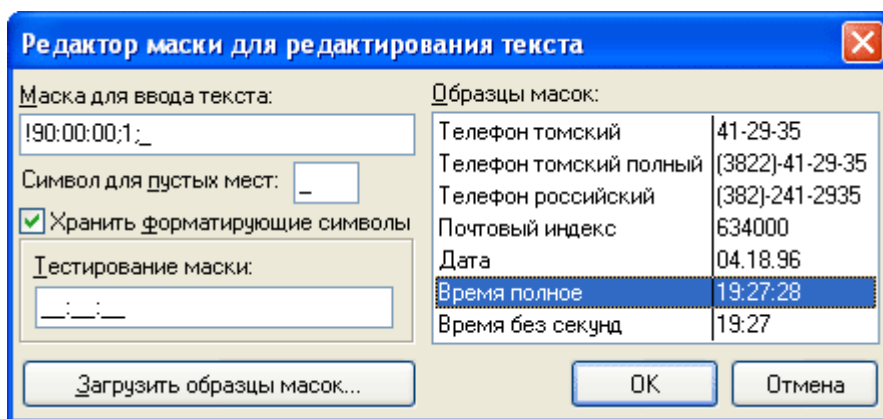 Редактор маски для редактирования текста
Маска для ввода текста:
!90:00:00;1;_
Символ для пустых мест: _
Хранить форматирующие символы
Тестирование маски:
__:__:__
Загрузить образцы масок...
Образцы масок:
Телефон томский 41-29-35
Телефон томский полный (3822)-41-29-35
Телефон российский (382)-241-2935
Почтовый индекс 634000
Дата 04.18.96
Время полное 19:27:28
Время без секунд 19:27
OK Отмена